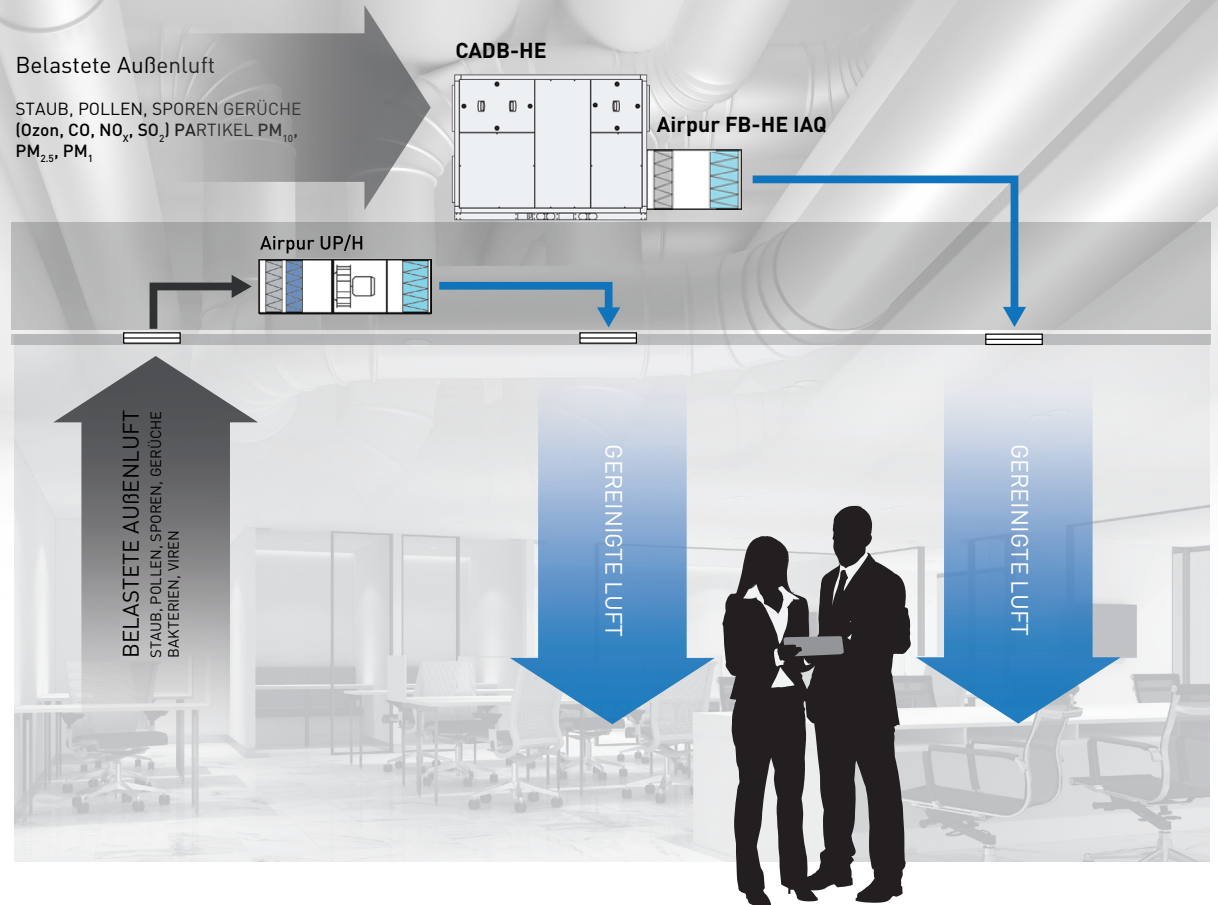 Belastete Außenluft
STAUB, POLLEN, SPOREN GERÜCHE
(Ozon, CO, NOₓ, SO₂) PARTIKEL PM₁₀,
PM₂.₅, PM₁
CADB-HE
Airpur FB-HE IAQ
Airpur UP/H
BELASTETE AUßENLUFT
STAUB, POLLEN, SPOREN, GERÜCHE
BAKTERIEN, VIREN
GEREINIGTE LUFT
GEREINIGTE LUFT